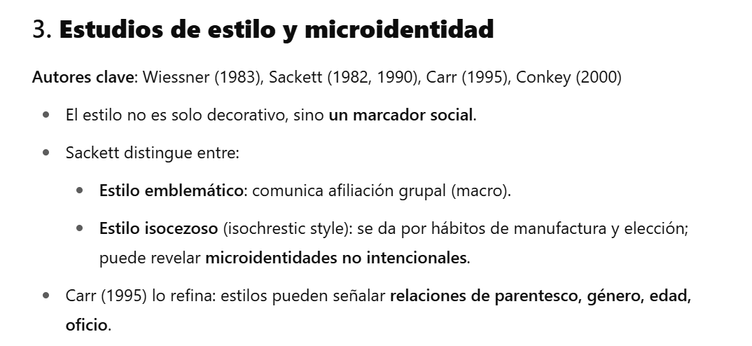 3. Estudios de estilo y microidentidad
Autores clave: Wiessner (1983), Sackett (1982, 1990), Carr (1995), Conkey (2000)
• El estilo no es solo decorativo, sino un marcador social.
• Sackett distingue entre:
• Estilo emblemático: comunica afiliación grupal (macro).
• Estilo isocezoso (isochrestic style): se da por hábitos de manufactura y elección;
puede revelar microidentidades no intencionales.
• Carr (1995) lo refina: estilos pueden señalar relaciones de parentesco, género, edad,
oficio.